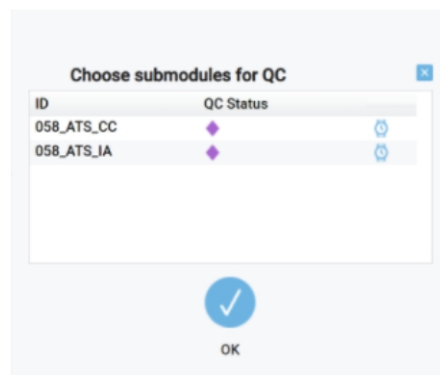 Choose submodules for QC
ID QC Status
058_ATS_CC
058_ATS_IA
OK